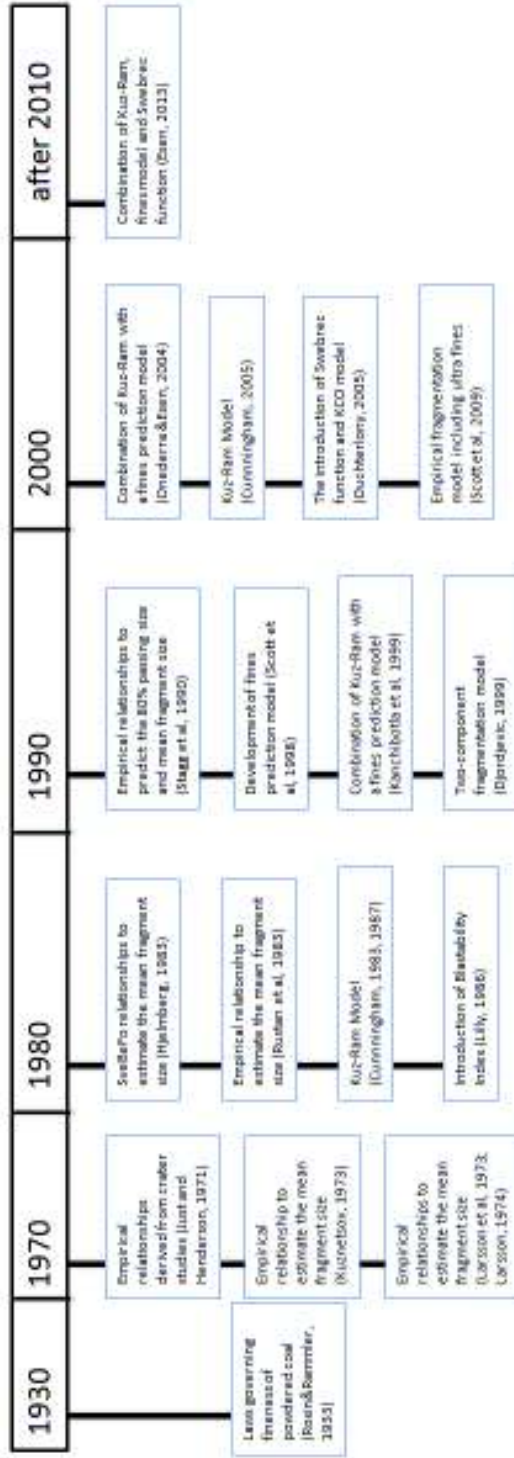 1930
1970
1980
1990
2000
after 2010
Laws governing
fineness of
powdered coal
(Rosin&Rammler,
1933)
Empirical
relationships
derived from crater
studies (Just and
Henderson, 1971)
Empirical
relationship to
estimate the mean
fragment size
(Kuznetsov, 1973)
Empirical
relationships to
estimate the mean
fragment size
(Larsson et al, 1973;
Larsson, 1974)
SveBeFo relationships to
estimate the mean fragment
size (Hjelmberg, 1983)
Empirical relationship to
estimate the mean fragment
size (Rustan et al, 1983)
Kuz-Ram Model
(Cunnningham, 1983, 1987)
Introduction of Blastability
Index (Lilly, 1986)
Empirical relationships to
predict the 80% passing size
and mean fragment size
(Stagg et al, 1990)
Development of fines
prediction model (Scott et
al, 1998)
Combination of Kuz-Ram with
a fines prediction model
(Kanchibotla et al, 1999)
Two-component
fragmentation model
(Djordjevic, 1999)
Combination of Kuz-Ram with
a fines prediction model
(Onederra&Esen, 2004)
Kuz-Ram Model
(Cunnningham, 2005)
The introduction of Swebrec
function and KCO model
(Ouchterlony, 2005)
Empirical fragmentation
model including ultra fines
(Scott et al, 2009)
Combination of Kuz-Ram,
fines model and Swebrec
function (Esen, 2013)